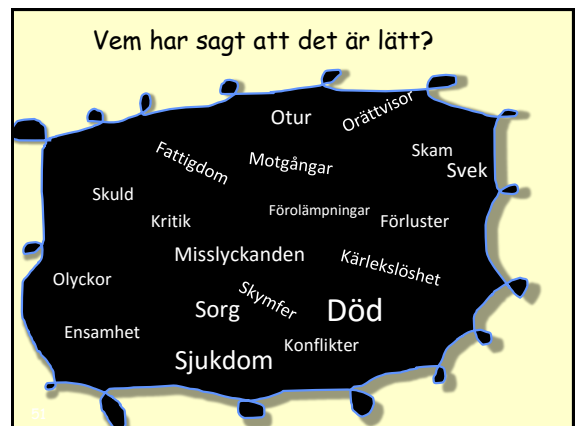 Vem har sagt att det är lätt?
Otur
Orättvisor
Fattigdom
Motgångar
Skam
Svek
Skuld
Kritik
Förolämpningar
Förluster
Misslyckanden
Kärlekslöshet
Olyckor
Skymfer
Sorg
Död
Ensamhet
Konflikter
Sjukdom